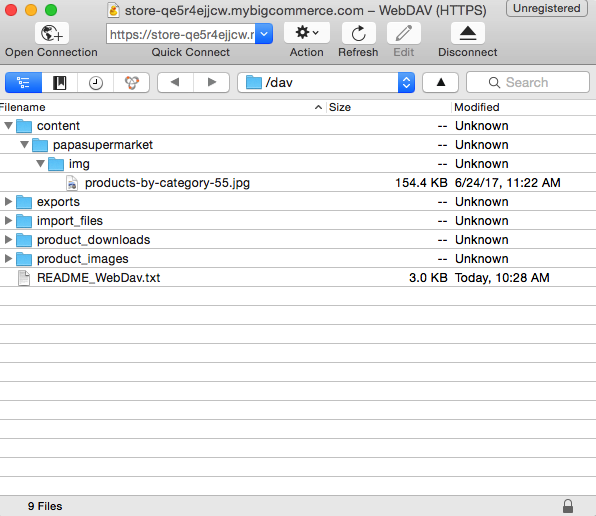 store-qe5r4ejjcw.mybigcommerce.com – WebDAV (HTTPS)
Unregistered
https://store-qe5r4ejjcw.r
Open Connection
Quick Connect
Action
Refresh
Edit
Disconnect
/dav
Search
Filename
Size
Modified
content -- Unknown
papasupermarket -- Unknown
img -- Unknown
products-by-category-55.jpg 154.4 KB 6/24/17, 11:22 AM
exports -- Unknown
import_files -- Unknown
product_downloads -- Unknown
product_images -- Unknown
README_WebDav.txt 3.0 KB Today, 10:28 AM
9 Files